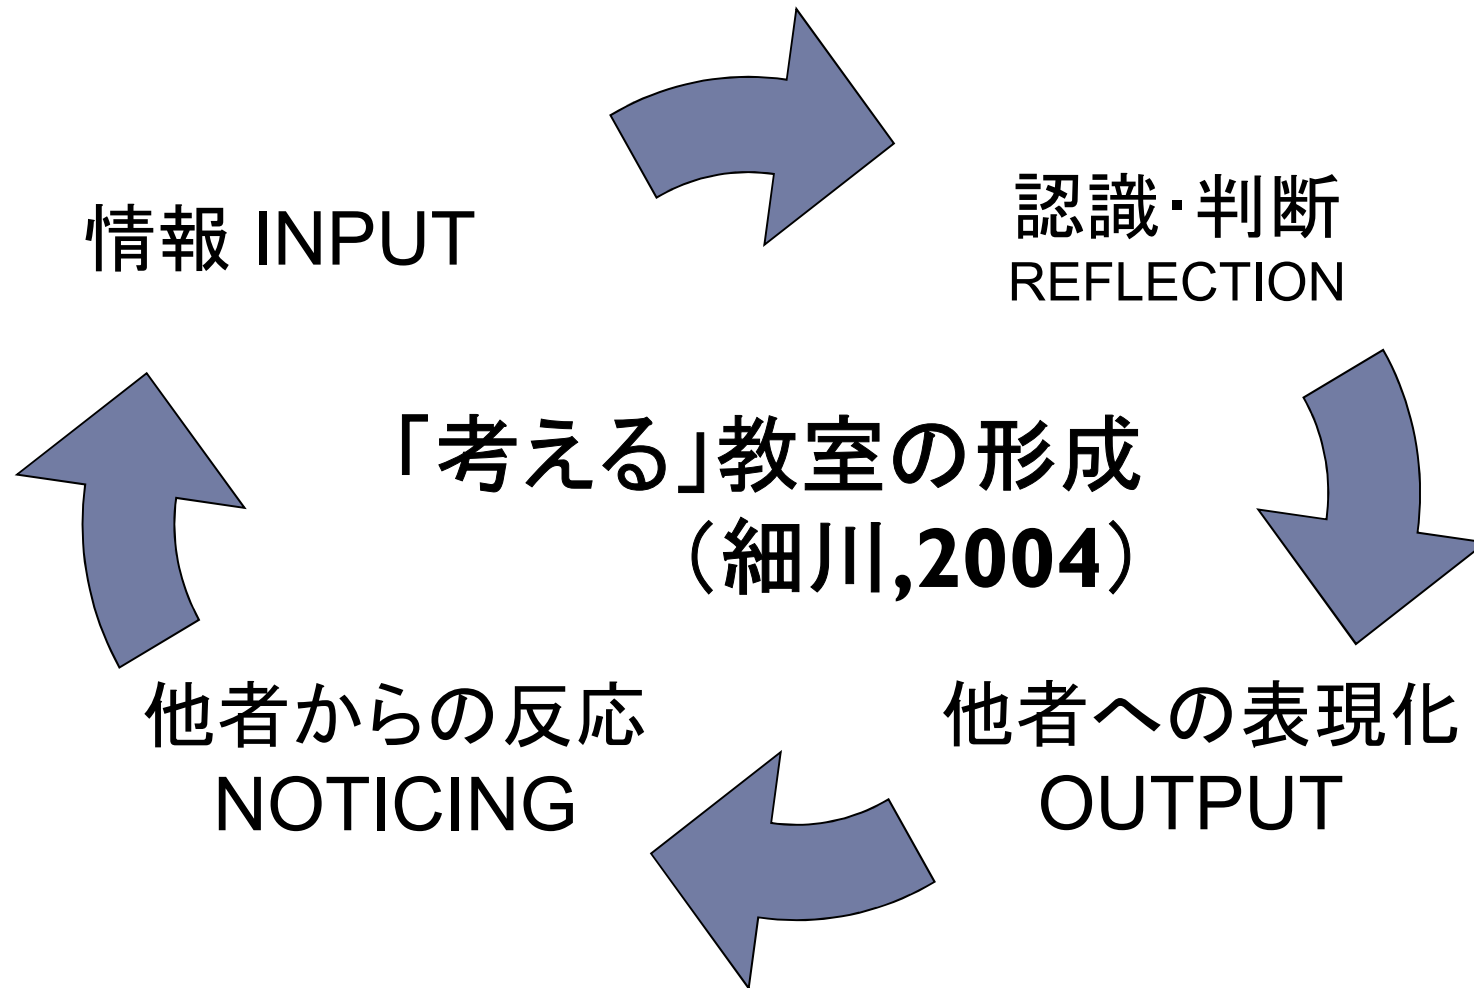 情報 INPUT
認識・判断
REFLECTION
「考える」教室の形成
（細川,2004）
他者からの反応
NOTICING
他者への表現化
OUTPUT